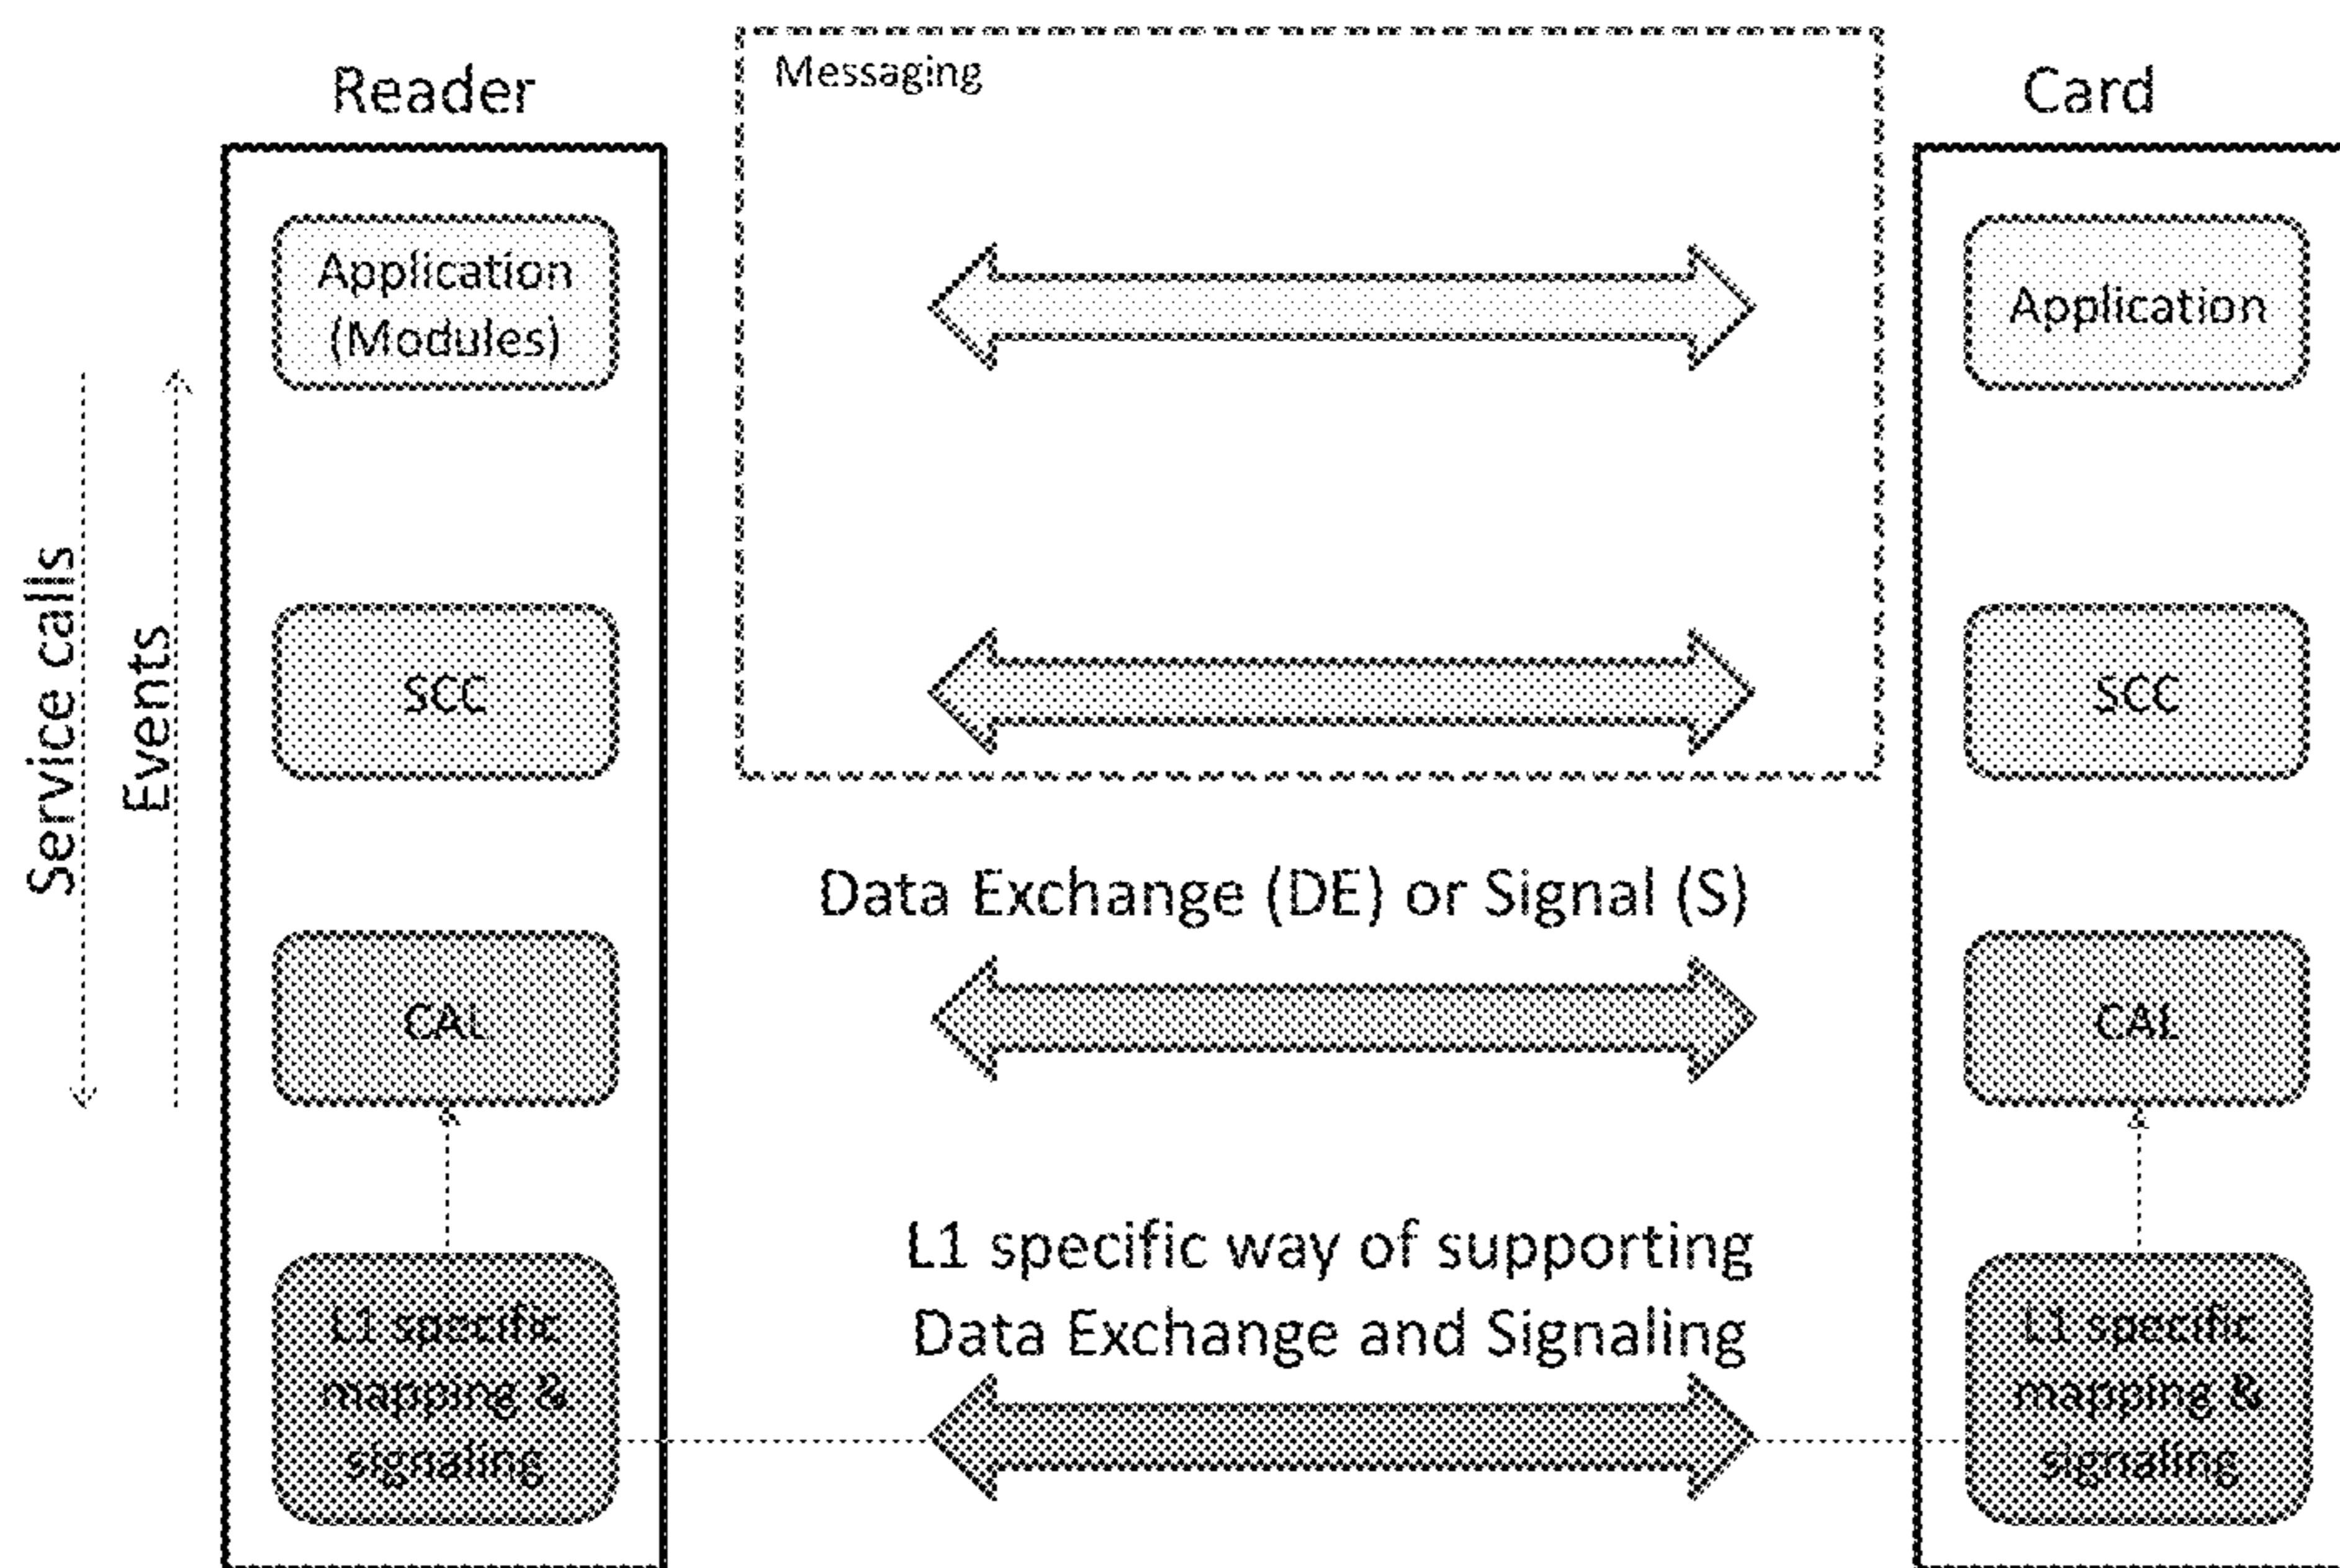 Messaging
Reader
Card
Application
(Modules)
Application
Service calls
Events
SCC
SCC
Data Exchange (DE) or Signal (S)
CAL
CAL
L1 specific way of supporting
Data Exchange and Signaling
L1 specific
mapping &
signaling
L1 specific
mapping &
signaling